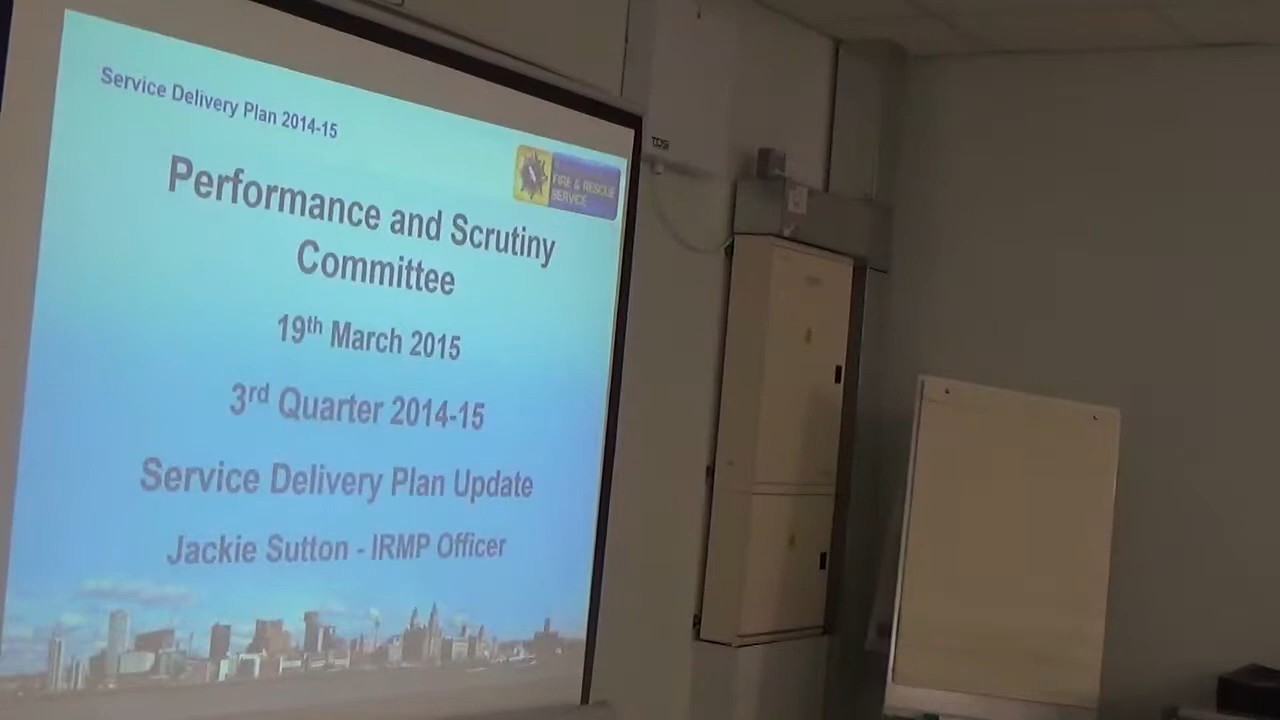 Service Delivery Plan 2014-15
FIRE & RESCUE
SERVICE
Performance and Scrutiny
Committee
19th March 2015
3rd Quarter 2014-15
Service Delivery Plan Update
Jackie Sutton - IRMP Officer